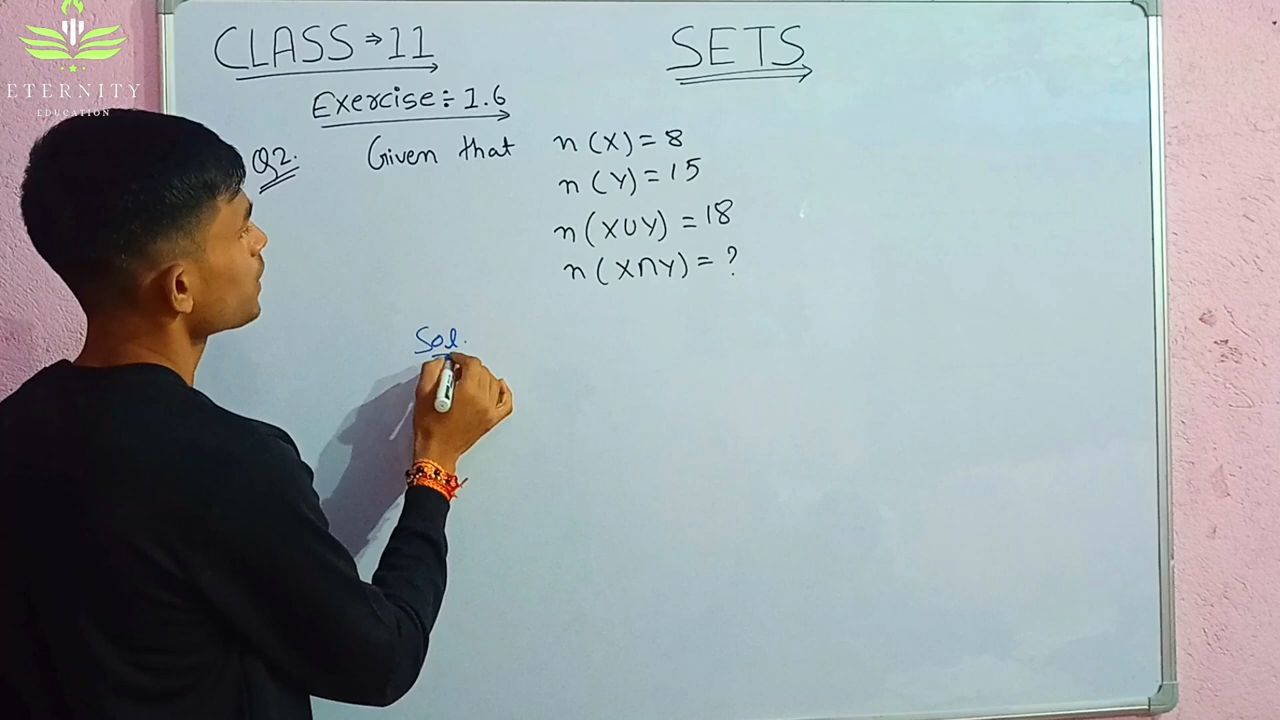 ETERNITY
EDUCATION
CLASS ⇒ 11
SETS
Exercise ÷ 1.6
Q2. Given that n(X) = 8
n(Y) = 15
n(X∪Y) = 18
n(X∩Y) = ?
Sol.